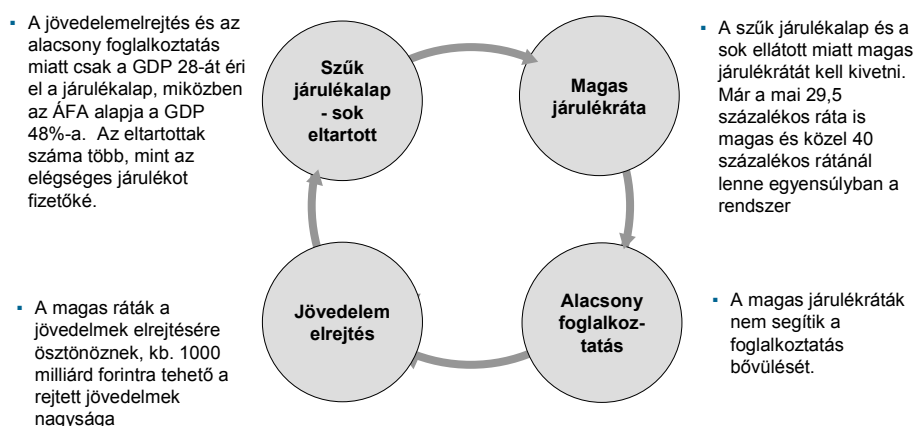 ▪ A jövedelemelrejtés és az
alacsony foglalkoztatás
miatt csak a GDP 28-át éri
el a járulékalap, miközben
az ÁFA alapja a GDP
48%-a. Az eltartottak
száma több, mint az
elégséges járulékot
fizetőké.
Szűk
járulékalap
- sok
eltartott
Magas
járulékráta
▪ A szűk járulékalap és a
sok ellátott miatt magas
járulékrátát kell kivetni.
Már a mai 29,5
százalékos ráta is
magas és közel 40
százalékos rátánál
lenne egyensúlyban a
rendszer
▪ A magas ráták a
jövedelmek elrejtésére
ösztönöznek, kb. 1000
milliárd forintra tehető a
rejtett jövedelmek
nagysága
Jövedelem
elrejtés
Alacsony
foglalkoz-
tatás
▪ A magas járulékráták
nem segítik a
foglalkoztatás
bővülését.